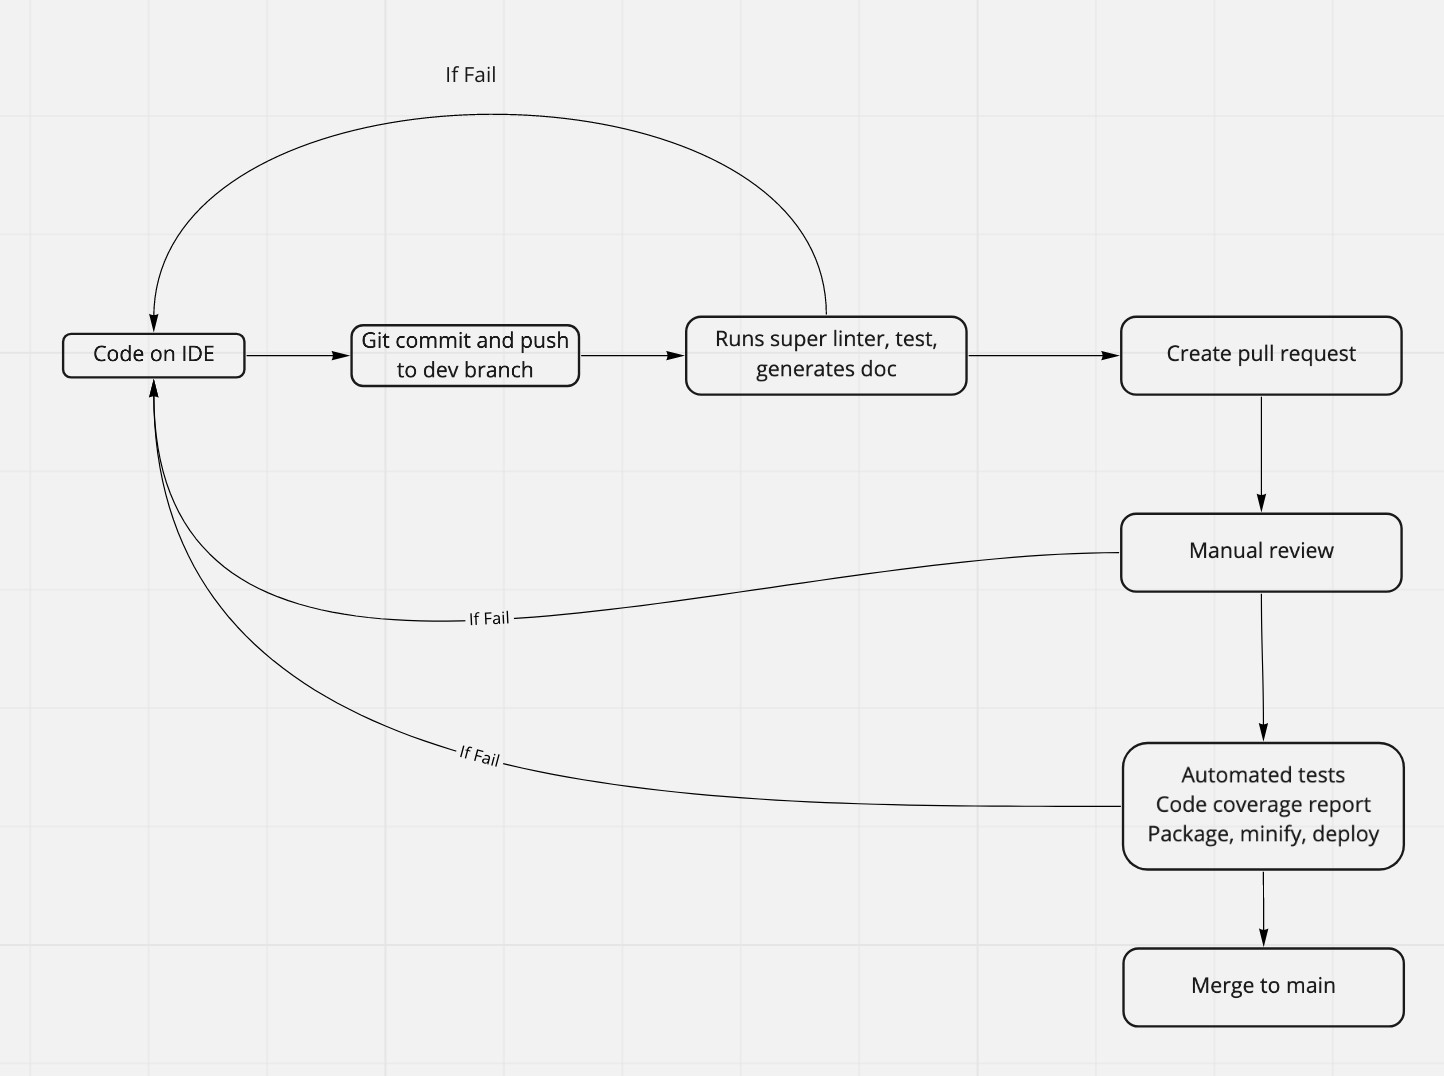 If Fail
Code on IDE
Git commit and push
to dev branch
Runs super linter, test,
generates doc
Create pull request
Manual review
If Fail
If Fail
Automated tests
Code coverage report
Package, minify, deploy
Merge to main